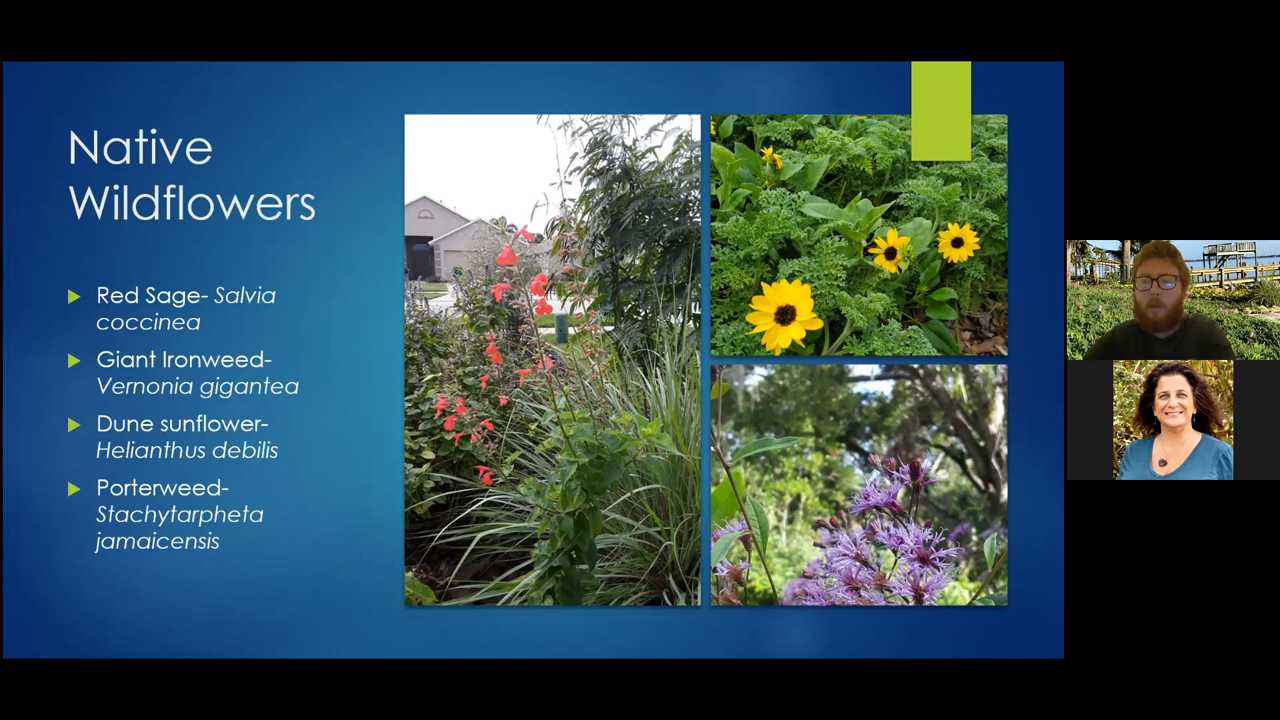 Native
Wildflowers
Red Sage- Salvia
coccinea
Giant Ironweed-
Vernonia gigantea
Dune sunflower-
Helianthus debilis
Porterweed-
Stachytarpheta
jamaicensis